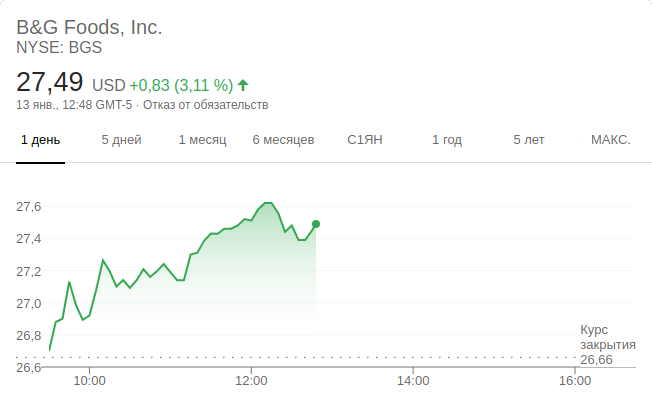 B&G Foods, Inc.
NYSE: BGS
27,49 USD +0,83 (3,11 %)
13 янв., 12:48 GMT-5 · Отказ от обязательств
1 день 5 дней 1 месяц 6 месяцев С1ЯН 1 год 5 лет МАКС.
27,6
27,4
27,2
27,0
26,8
26,6
Курс
закрытия
26,66
10:00 12:00 14:00 16:00